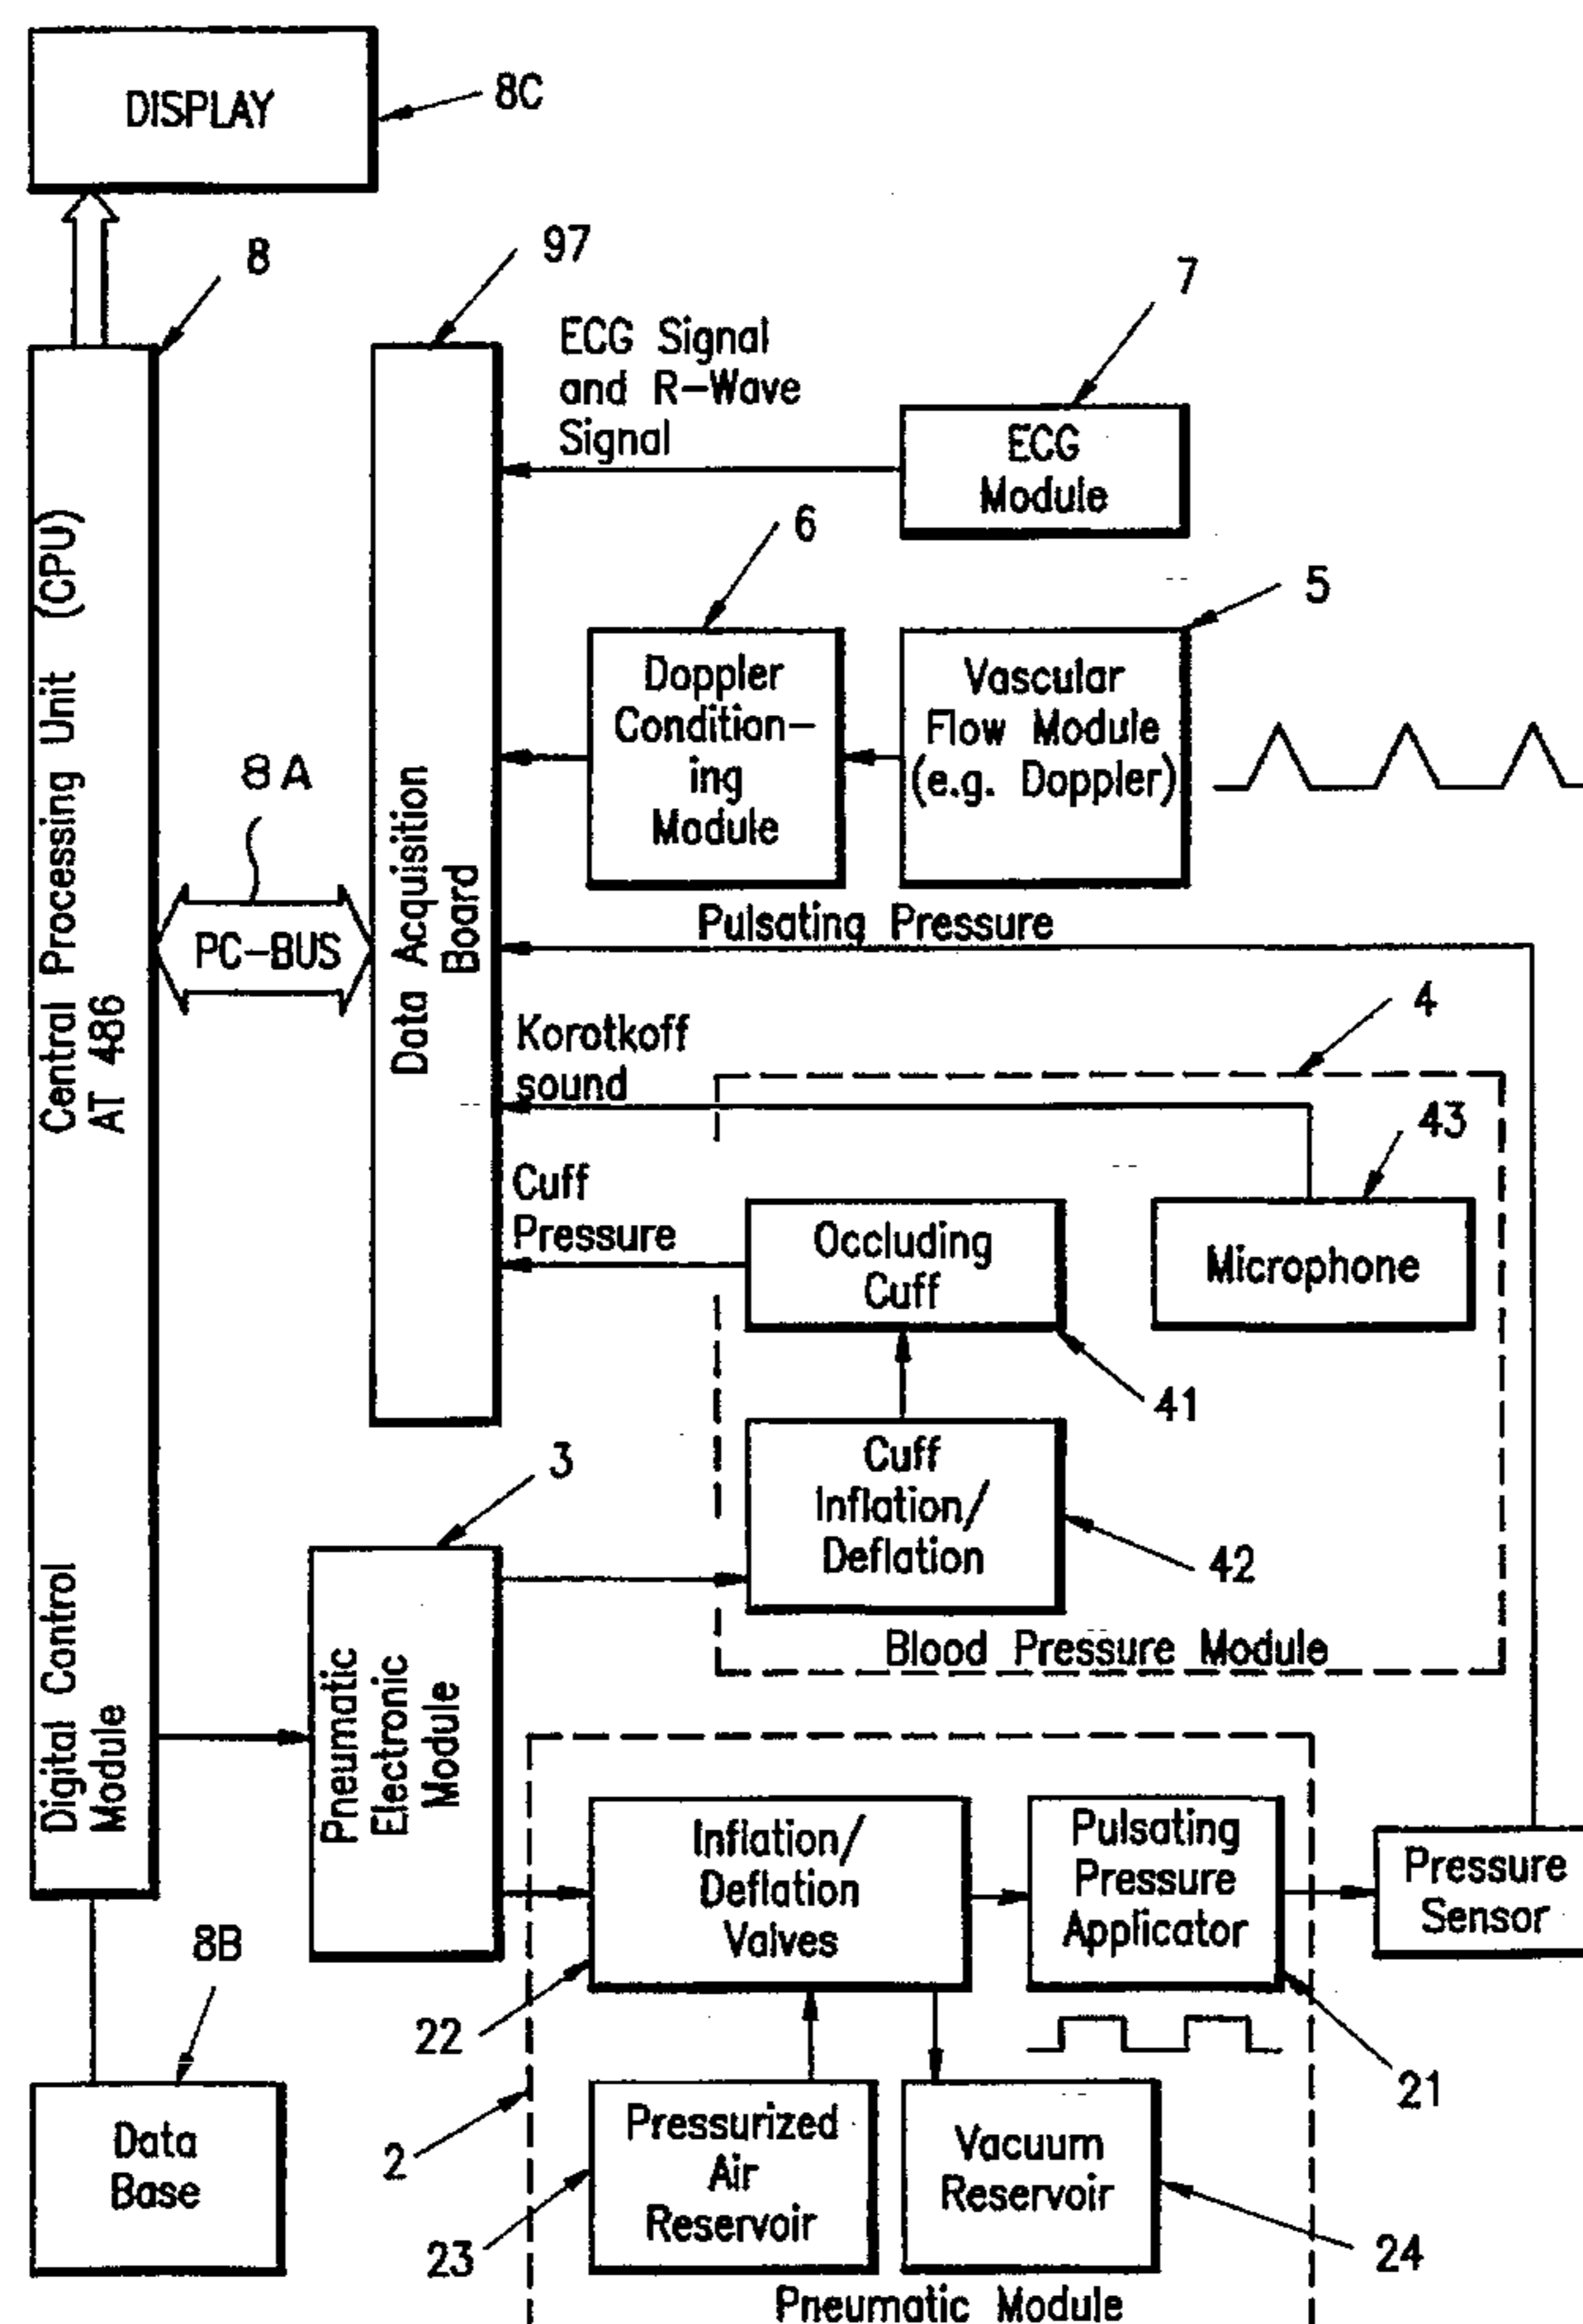 DISPLAY
8C
8
97
7
ECG Signal
and R-Wave
Signal
ECG
Module
6
5
Doppler
Condition-
ing
Module
Vascular
Flow Module
(e.g. Doppler)
Central Processing Unit (CPU)
AT 486
8A
PC-BUS
Data Acquisition
Board
Pulsating Pressure
Korotkoff
sound
4
43
Cuff
Pressure
Occluding
Cuff
Microphone
41
3
Cuff
Inflation/
Deflation
42
Blood Pressure Module
Digital Control
Module
Pneumatic
Electronic
Module
Inflation/
Deflation
Valves
Pulsating
Pressure
Applicator
Pressure
Sensor
8B
22
21
Data
Base
2
Pressurized
Air
Reservoir
Vacuum
Reservoir
23
24
Pneumatic Module